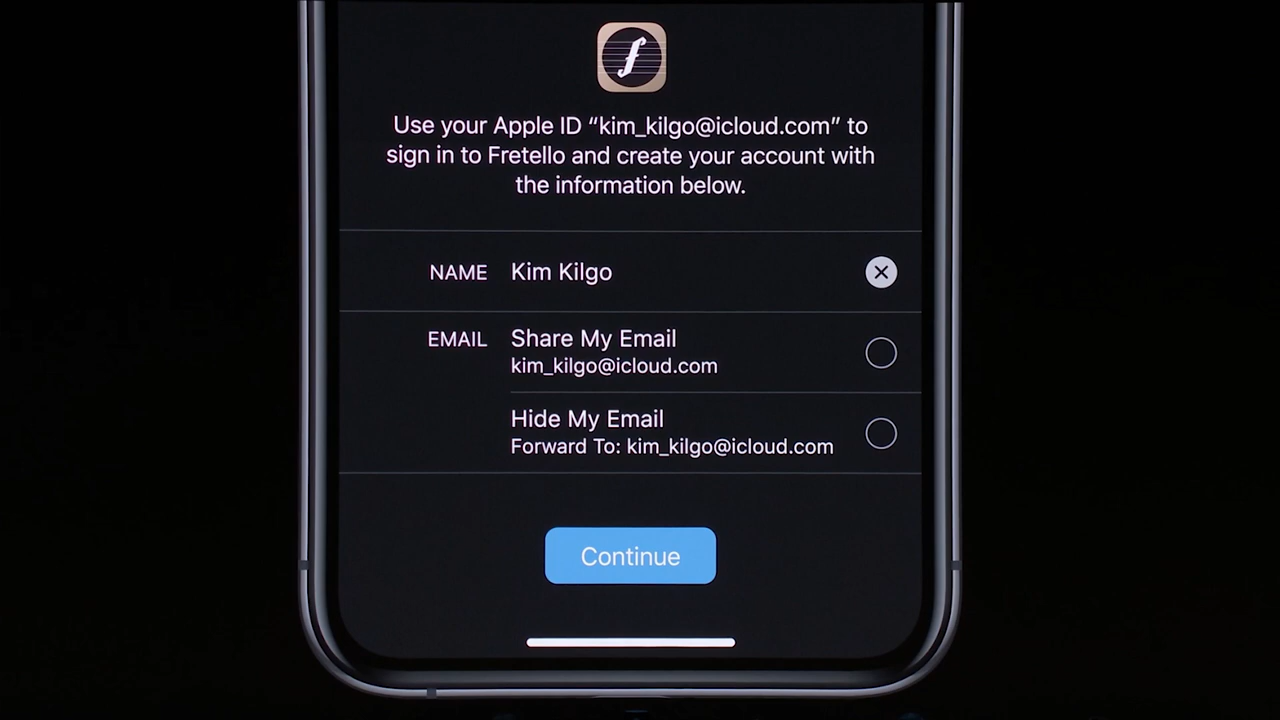 Use your Apple ID “kim_kilgo@icloud.com” to
sign in to Fretello and create your account with
the information below.
NAME Kim Kilgo
EMAIL Share My Email
kim_kilgo@icloud.com
Hide My Email
Forward To: kim_kilgo@icloud.com
Continue